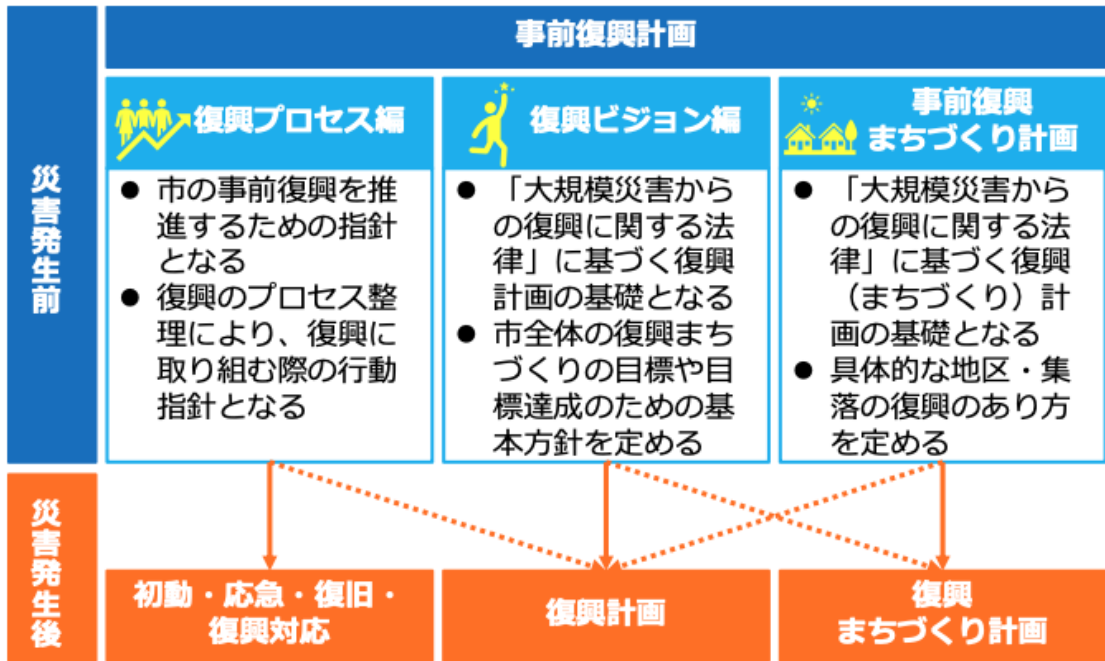 事前復興計画
災害発生前
復興プロセス編
● 市の事前復興を推
進するための指針
となる
● 復興のプロセス整
理により、復興に
取り組む際の行動
指針となる
復興ビジョン編
● 「大規模災害から
の復興に関する法
律」に基づく復興
計画の基礎となる
● 市全体の復興まち
づくりの目標や目
標達成のための基
本方針を定める
事前復興
まちづくり計画
● 「大規模災害から
の復興に関する法
律」に基づく復興
（まちづくり）計
画の基礎となる
● 具体的な地区・集
落の復興のあり方
を定める
災害発生後
初動・応急・復旧・
復興対応
復興計画
復興
まちづくり計画